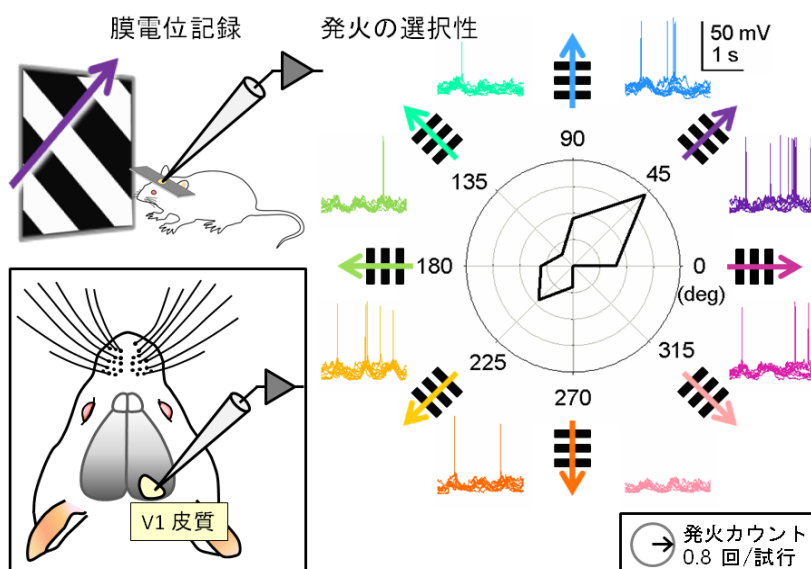 膜電位記録
発火の選択性
50 mV
1 s
90
45
135
180
0
(deg)
225
315
270
V1 皮質
発火カウント
0.8 回/試行